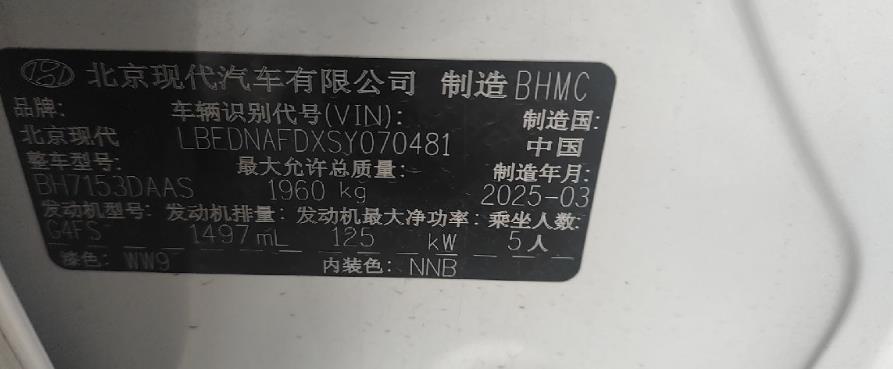 北京现代汽车有限公司 制造 BHMC
品牌: 车辆识别代号(VIN): 制造国:
北京现代 LBEDNAFDXSY070481 中国
整车型号: 最大允许总质量: 制造年月:
BH7153DAAS 1960 kg 2025-03
发动机型号: 发动机排量: 发动机最大净功率: 乘坐人数:
G4FS 1497mL 125 kW 5人
漆色: WW9 内装色: NNB